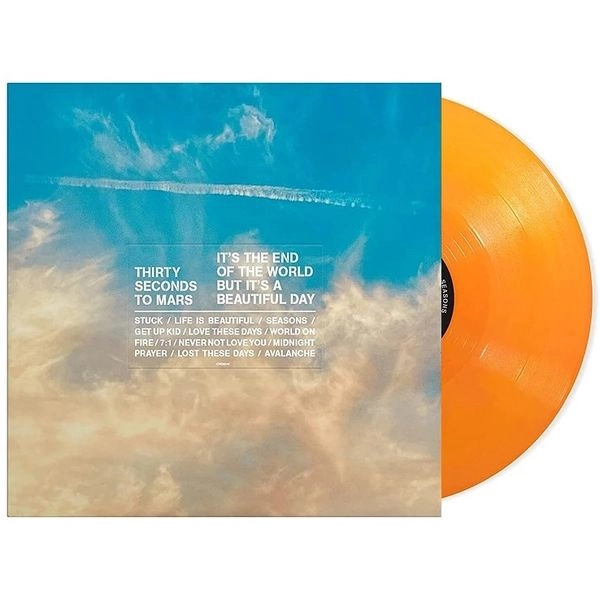 THIRTY
SECONDS
TO MARS
IT'S THE END
OF THE WORLD
BUT IT'S A
BEAUTIFUL DAY
STUCK / LIFE IS BEAUTIFUL / SEASONS /
GET UP KID / LOVE THESE DAYS / WORLD ON
FIRE / 7:1 / NEVER NOT LOVE YOU / MIDNIGHT
PRAYER / LOST THESE DAYS / AVALANCHE
SEASONS